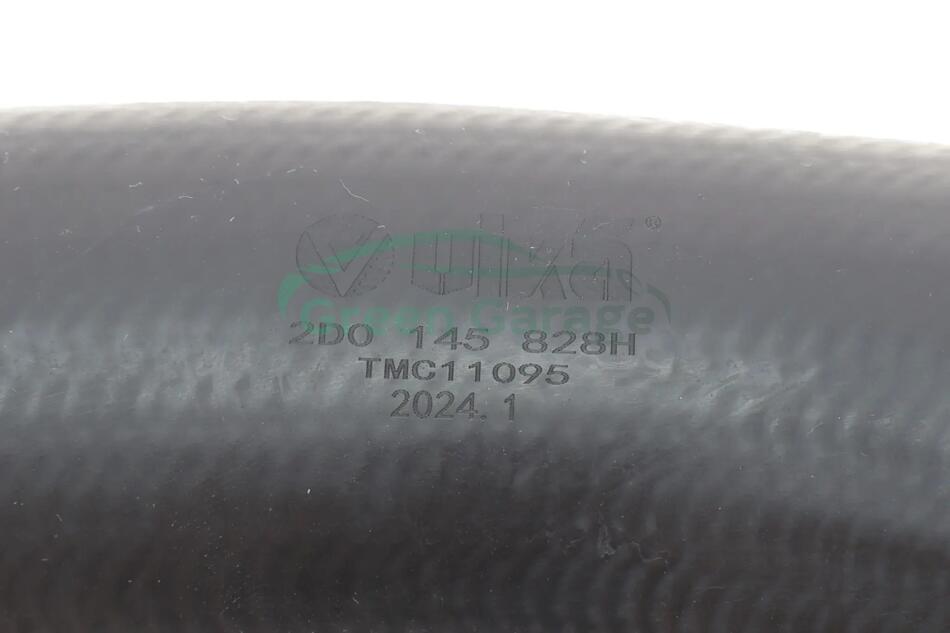 ®
Green Garage
2D0 145 828H
TMC11095
2024.1